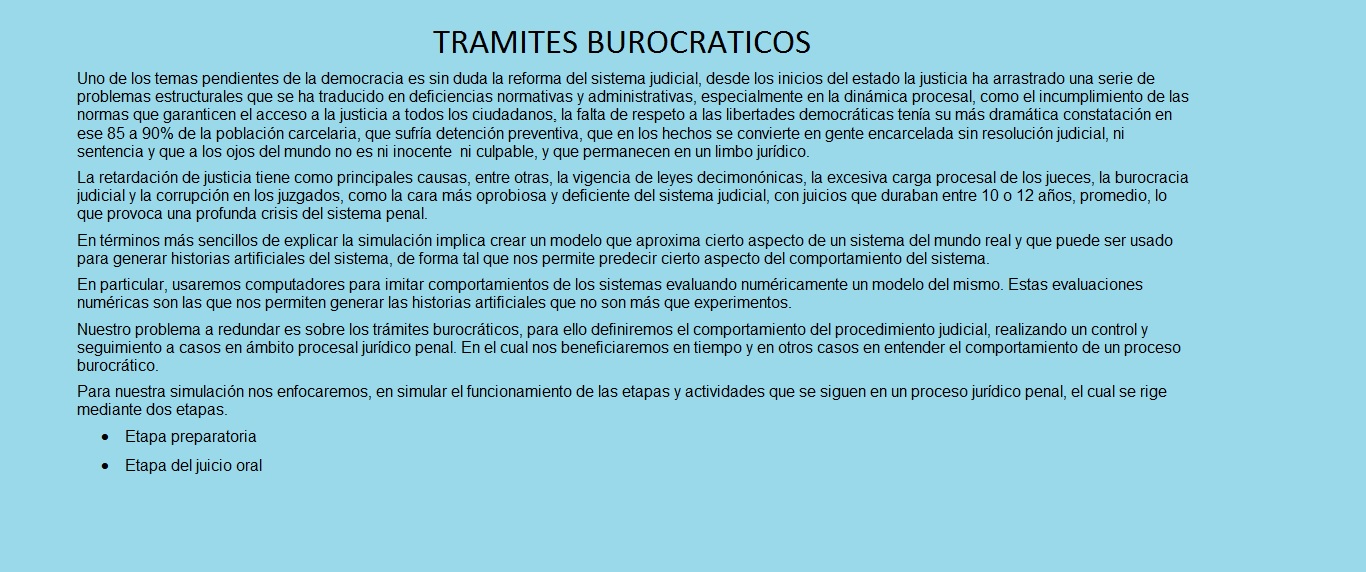 TRAMITES BUROCRATICOS
Uno de los temas pendientes de la democracia es sin duda la reforma del sistema judicial, desde los inicios del estado la justicia ha arrastrado una serie de
problemas estructurales que se ha traducido en deficiencias normativas y administrativas, especialmente en la dinámica procesal, como el incumplimiento de las
normas que garanticen el acceso a la justicia a todos los ciudadanos, la falta de respeto a las libertades democráticas tenía su más dramática constatación en
ese 85 a 90% de la población carcelaria, que sufría detención preventiva, que en los hechos se convierte en gente encarcelada sin resolución judicial, ni
sentencia y que a los ojos del mundo no es ni inocente  ni culpable, y que permanecen en un limbo jurídico.
La retardación de justicia tiene como principales causas, entre otras, la vigencia de leyes decimonónicas, la excesiva carga procesal de los jueces, la burocracia
judicial y la corrupción en los juzgados, como la cara más oprobiosa y deficiente del sistema judicial, con juicios que duraban entre 10 o 12 años, promedio, lo
que provoca una profunda crisis del sistema penal.
En términos más sencillos de explicar la simulación implica crear un modelo que aproxima cierto aspecto de un sistema del mundo real y que puede ser usado
para generar historias artificiales del sistema, de forma tal que nos permite predecir cierto aspecto del comportamiento del sistema.
En particular, usaremos computadores para imitar comportamientos de los sistemas evaluando numéricamente un modelo del mismo. Estas evaluaciones
numéricas son las que nos permiten generar las historias artificiales que no son más que experimentos.
Nuestro problema a redundar es sobre los trámites burocráticos, para ello definiremos el comportamiento del procedimiento judicial, realizando un control y
seguimiento a casos en ámbito procesal jurídico penal. En el cual nos beneficiaremos en tiempo y en otros casos en entender el comportamiento de un proceso
burocrático.
Para nuestra simulación nos enfocaremos, en simular el funcionamiento de las etapas y actividades que se siguen en un proceso jurídico penal, el cual se rige
mediante dos etapas.
• Etapa preparatoria
• Etapa del juicio oral